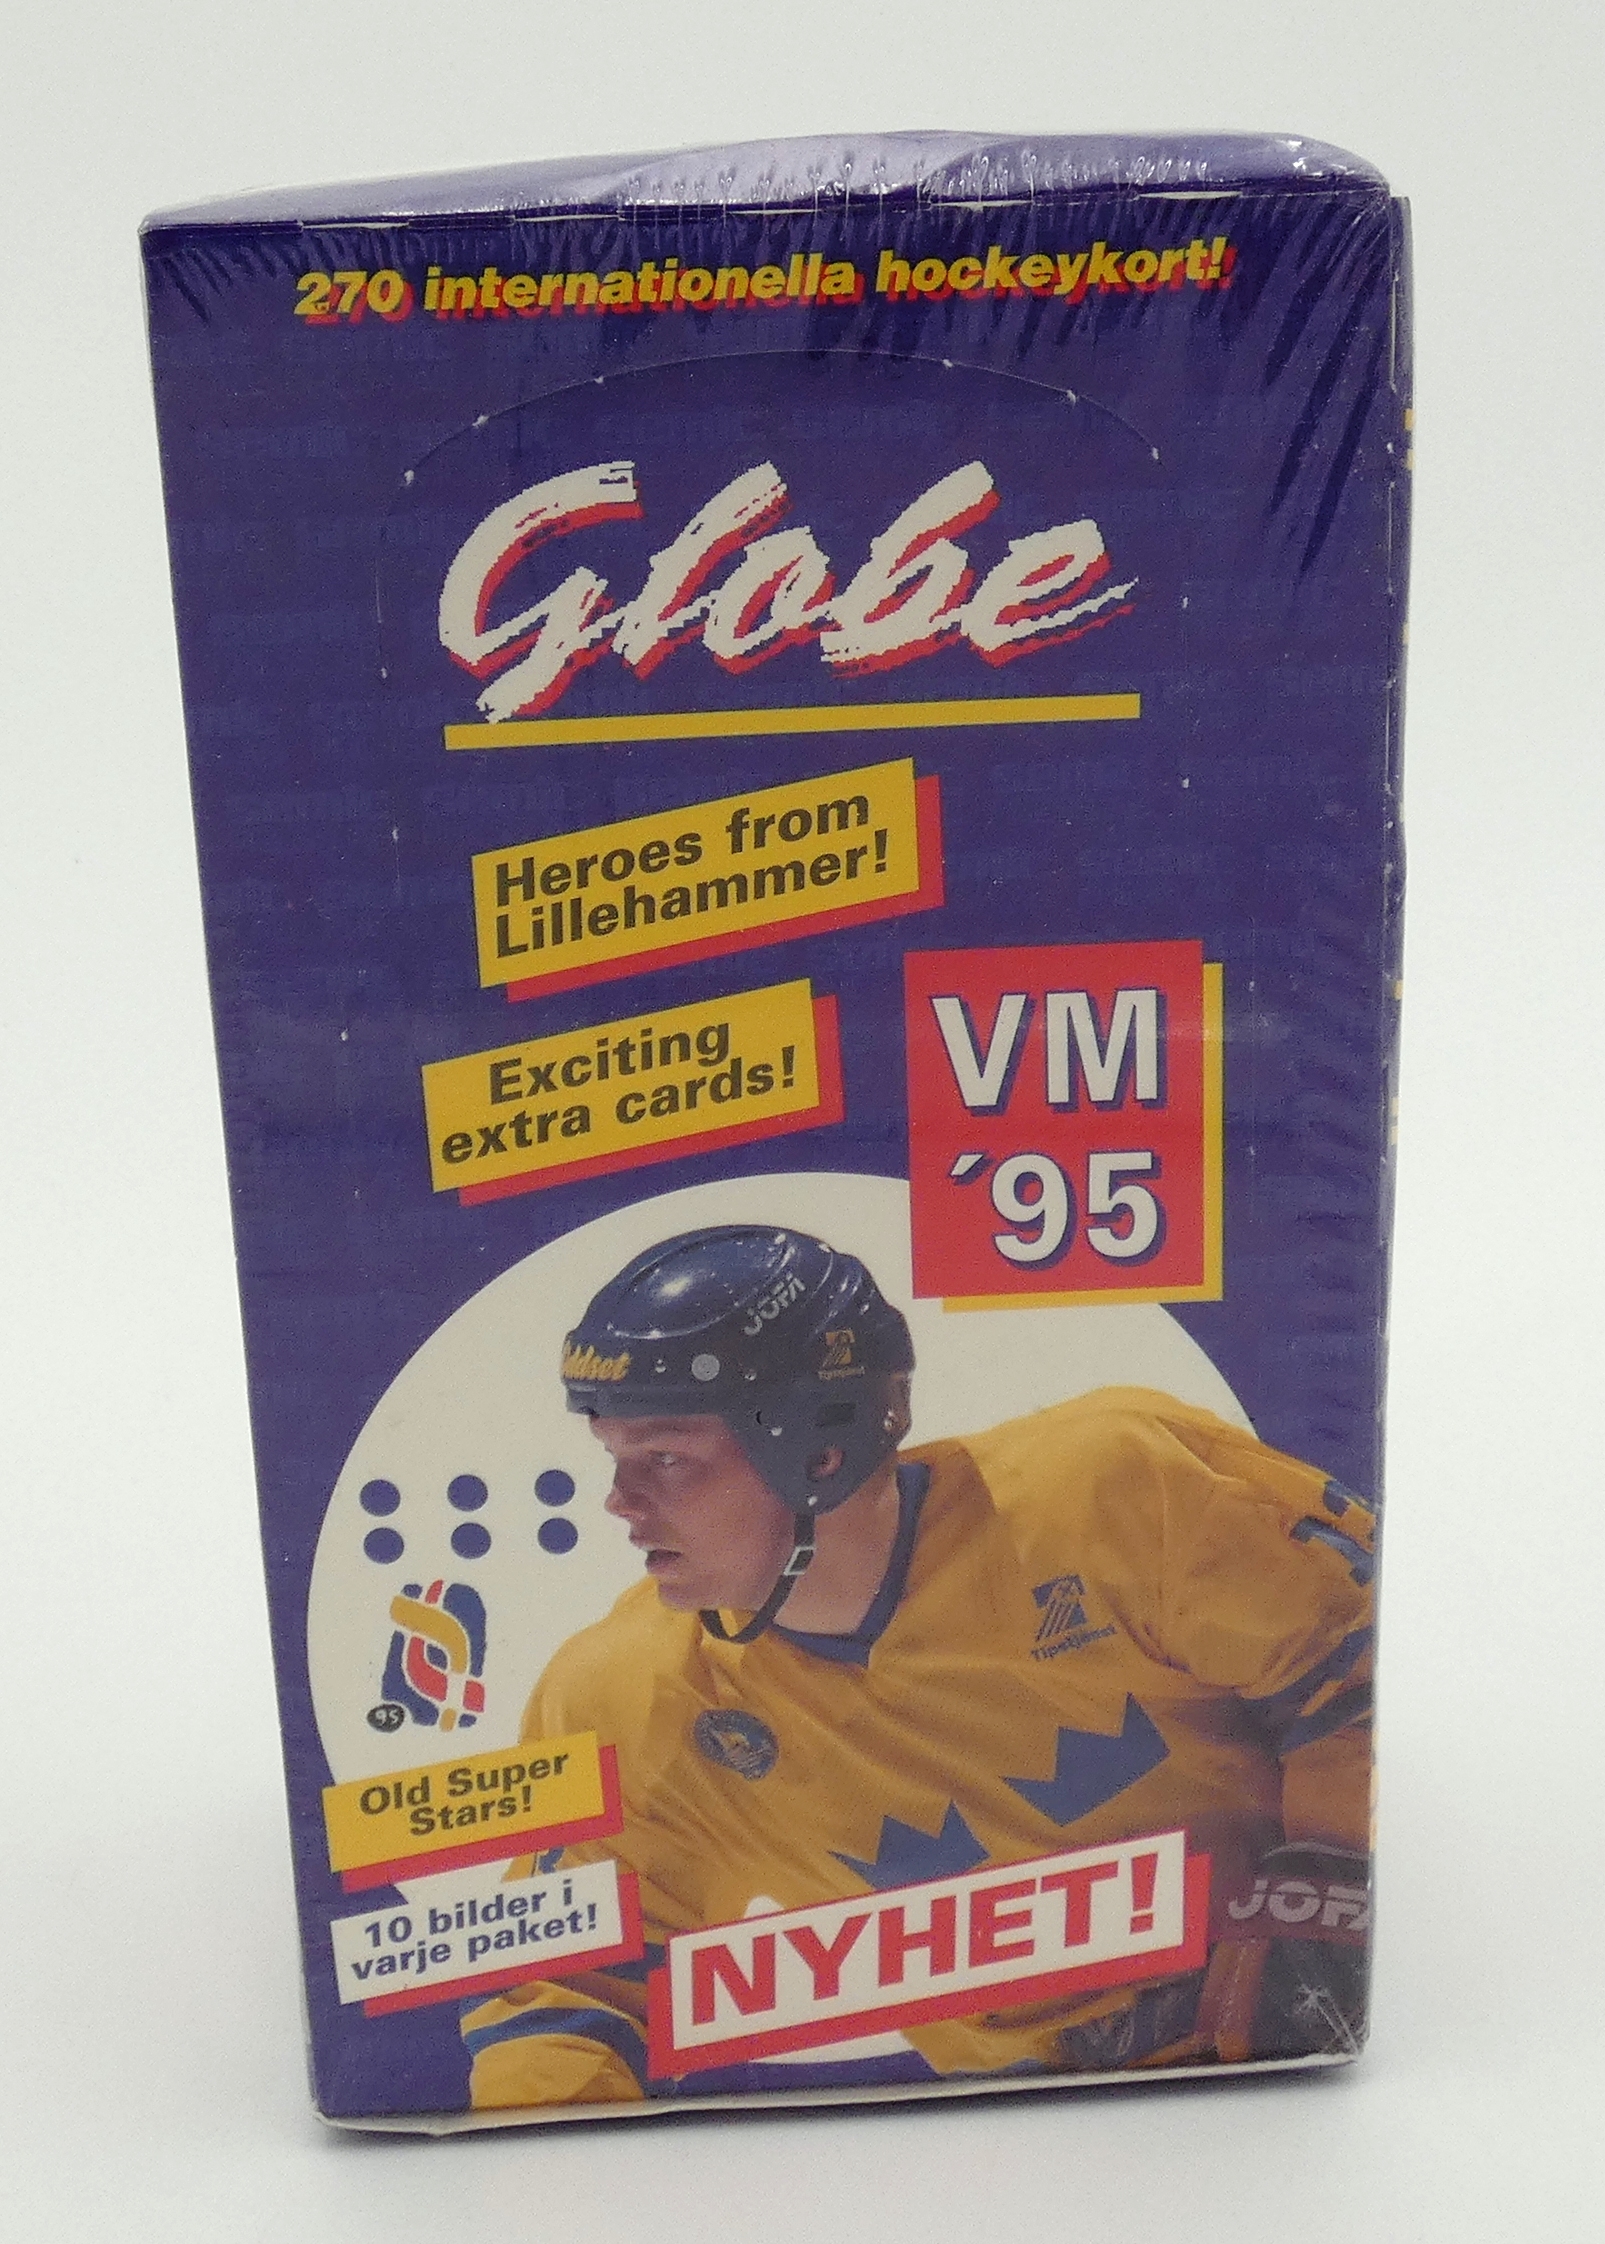 270 internationella hockeykort!
Globe
Heroes from
Lillehammer!
Exciting
extra cards!
VM
´95
JOFA
Tipstjänst
Tipstjänst
95
Old Super
Stars!
10 bilder i
varje paket!
NYHET!
JOFA